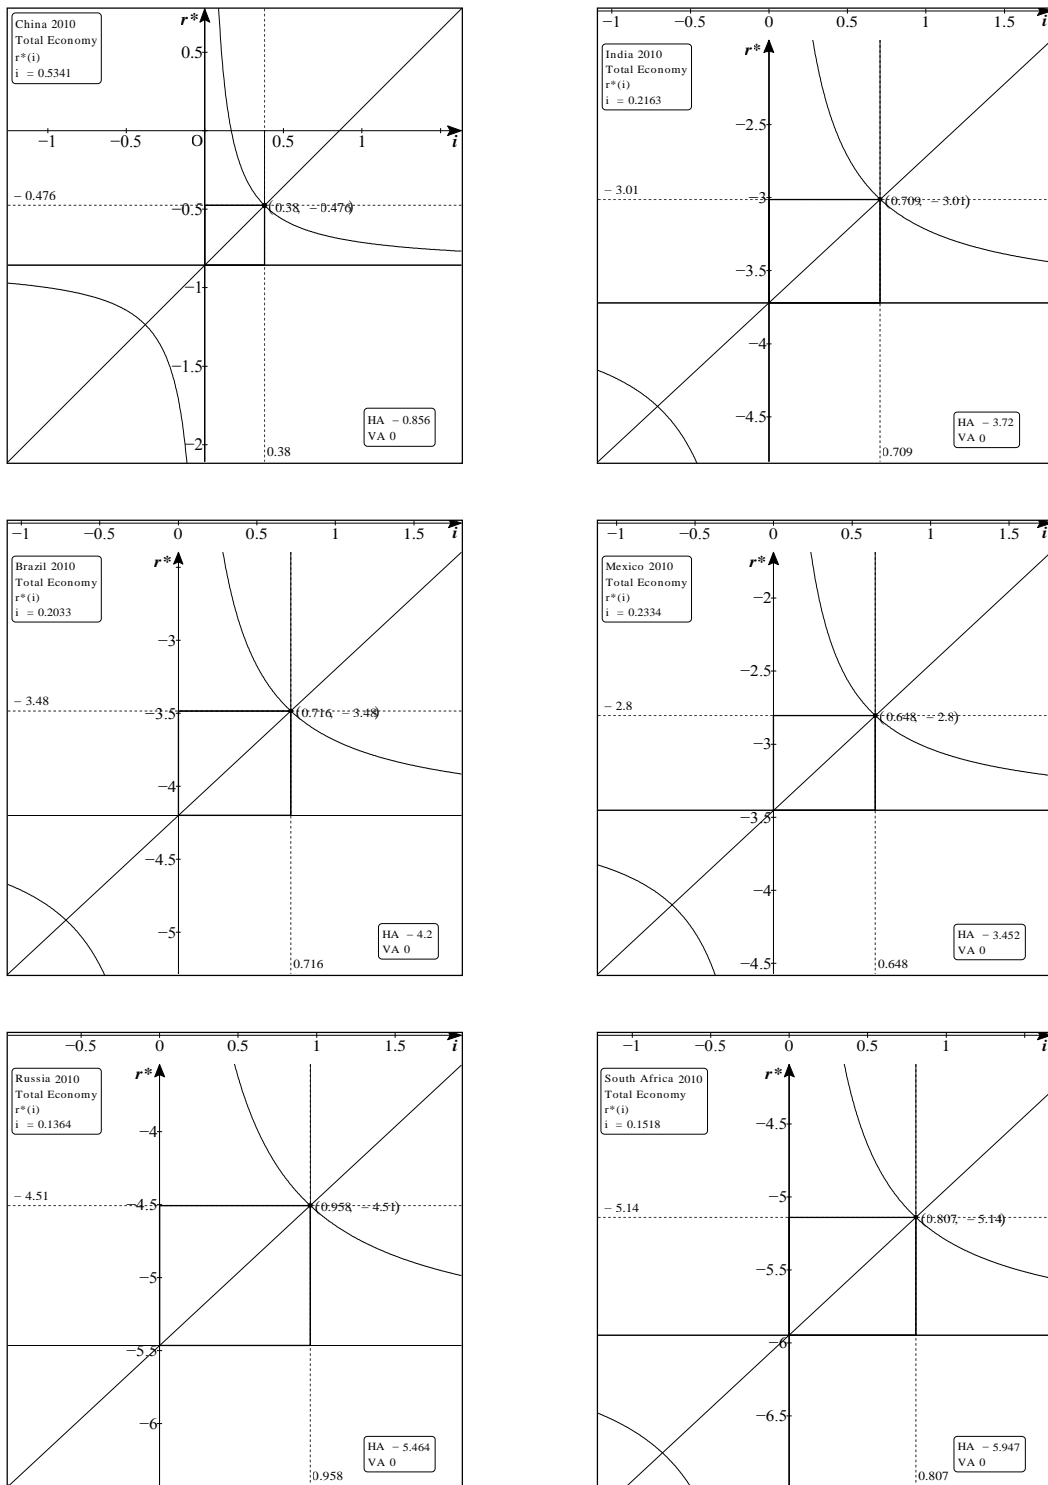 China 2010
Total Economy
r*(i)
i = 0.5341
r*
0.5
−1
−0.5
O
0.5
1
i
− 0.476
−0.5
(0.38, − 0.476)
−1
−1.5
−2
HA − 0.856
VA 0
0.38
−1
−0.5
0
0.5
1
1.5
i
India 2010
Total Economy
r*(i)
i = 0.2163
r*
−2.5
− 3.01
−3
(0.709, − 3.01)
−3.5
−4
−4.5
HA − 3.72
VA 0
0.709
−1
−0.5
0
0.5
1
1.5
i
Brazil 2010
Total Economy
r*(i)
i = 0.2033
r*
−3
− 3.48
−3.5
(0.716, − 3.48)
−4
−4.5
−5
HA − 4.2
VA 0
0.716
−1
−0.5
0
0.5
1
1.5
i
Mexico 2010
Total Economy
r*(i)
i = 0.2334
r*
−2
−2.5
− 2.8
(0.648, − 2.8)
−3
−3.5
−4
−4.5
HA − 3.452
VA 0
0.648
−0.5
0
0.5
1
1.5
i
Russia 2010
Total Economy
r*(i)
i = 0.1364
r*
−4
− 4.51
−4.5
(0.958, − 4.51)
−5
−5.5
−6
HA − 5.464
VA 0
0.958
−1
−0.5
0
0.5
1
i
South Africa 2010
Total Economy
r*(i)
i = 0.1518
r*
−4.5
−5
− 5.14
(0.807, − 5.14)
−5.5
−6
−6.5
HA − 5.947
VA 0
0.807